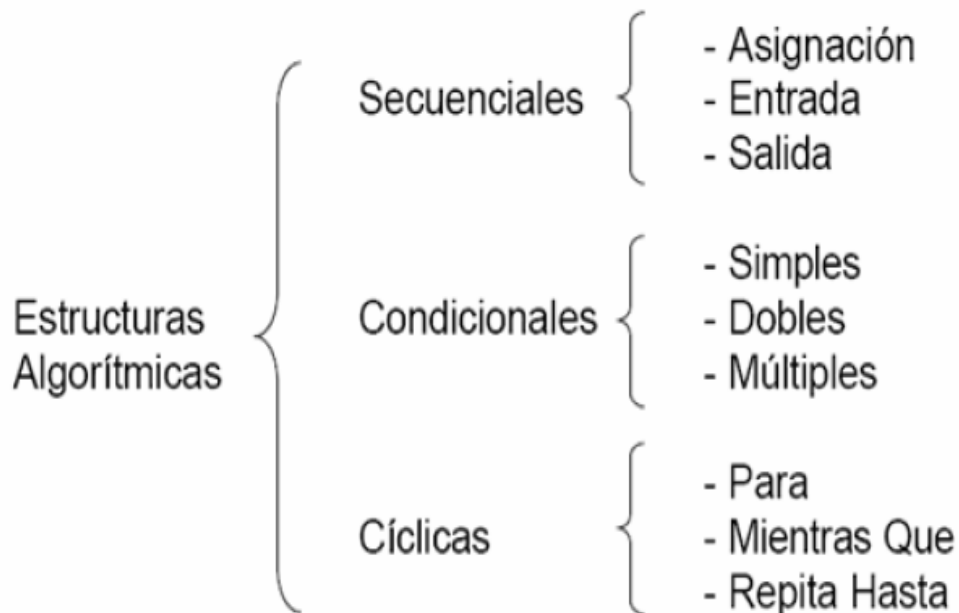 Estructuras
Algorítmicas
Secuenciales
- Asignación
- Entrada
- Salida
Condicionales
- Simples
- Dobles
- Múltiples
Cíclicas
- Para
- Mientras Que
- Repita Hasta